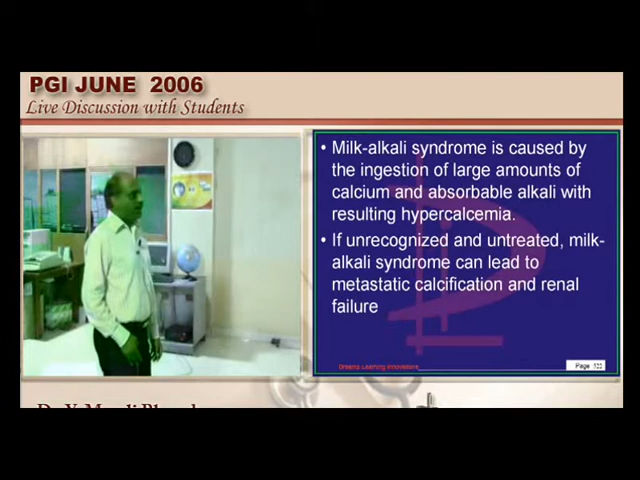 PGI JUNE 2006
Live Discussion with Students
• Milk-alkali syndrome is caused by
the ingestion of large amounts of
calcium and absorbable alkali with
resulting hypercalcemia.
• If unrecognized and untreated, milk-
alkali syndrome can lead to
metastatic calcification and renal
failure
Page